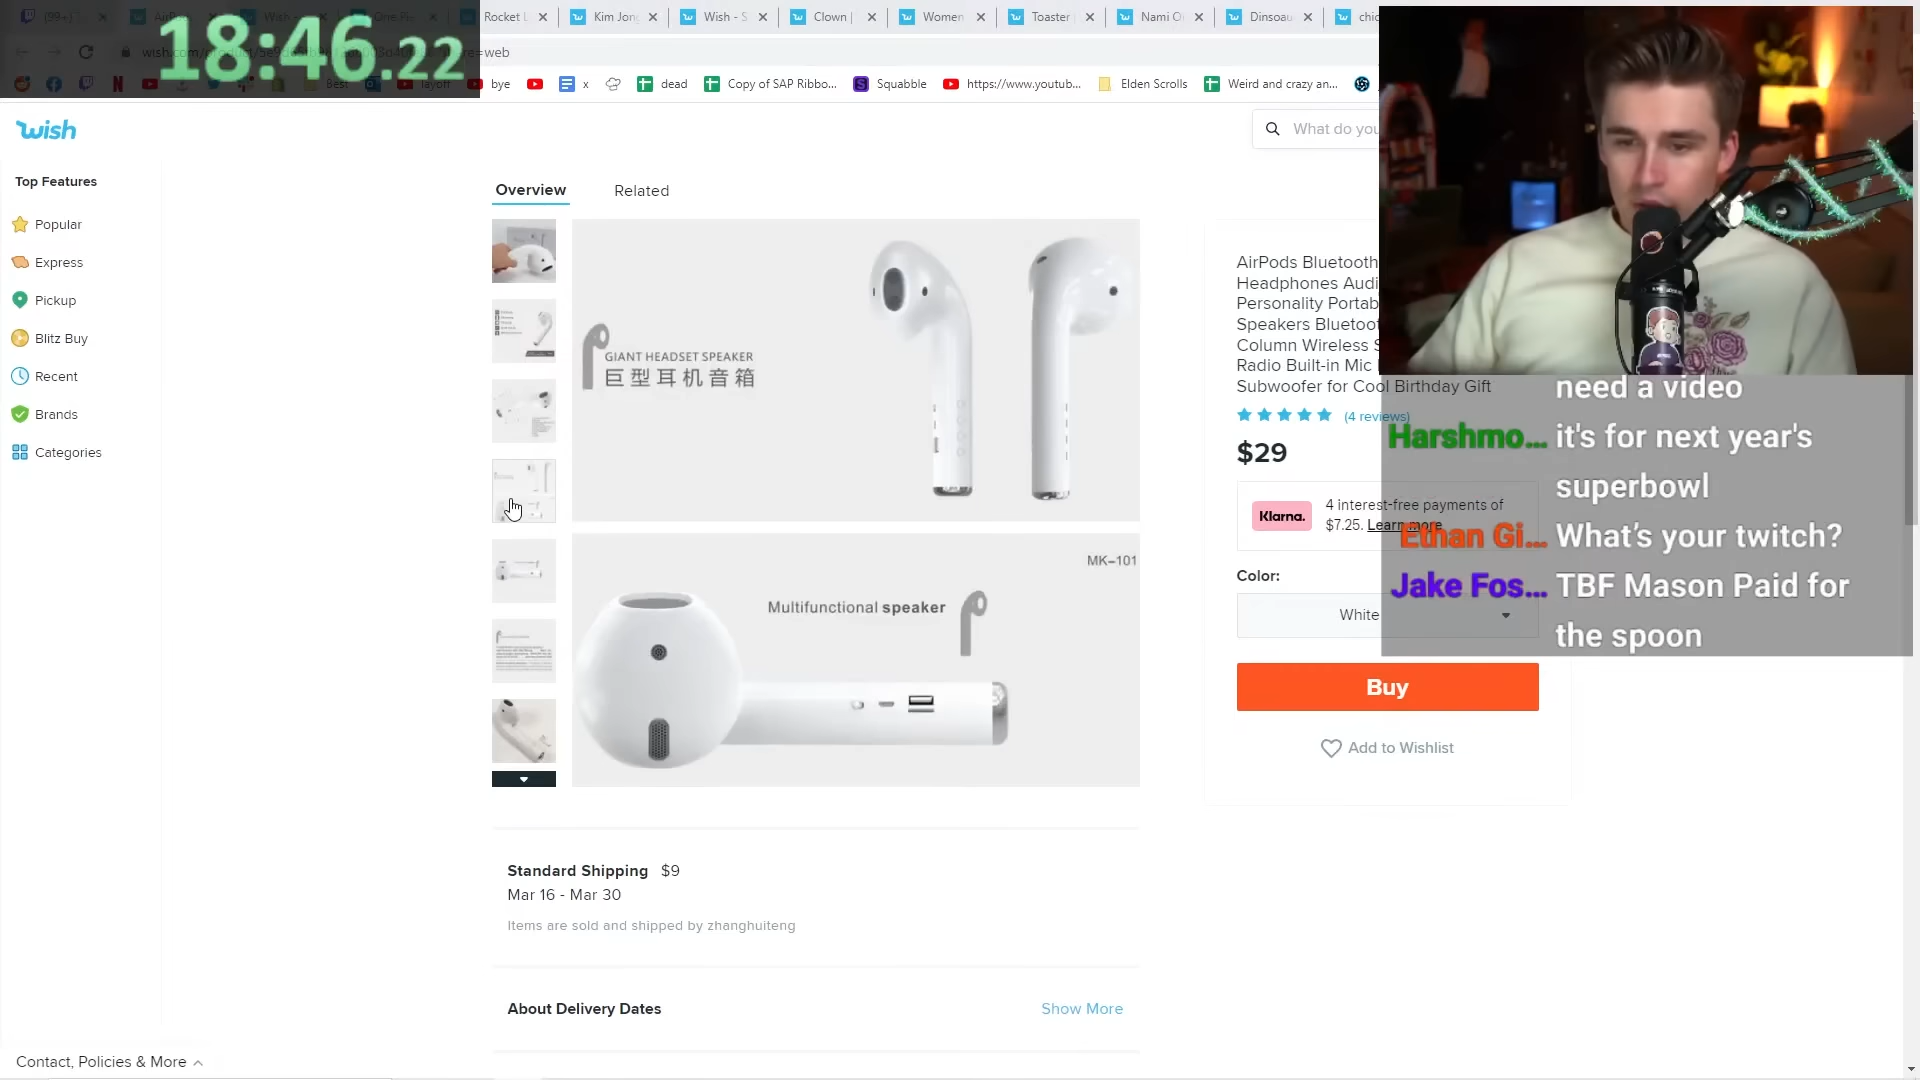 18:46.22
Rocket L
Kim Jong
Wish - S
Clown |
Women
Toaster
Nami O
Dinsoau
chic
wish.com
=web
bye
x
dead
Copy of SAP Ribbo...
Squabble
https://www.youtub...
Elden Scrolls
Weird and crazy an...
wish
What do you
Top Features
Popular
Express
Pickup
Blitz Buy
Recent
Brands
Categories
Overview
Related
GIANT HEADSET SPEAKER
巨型耳机音箱
MK-101
Multifunctional speaker
AirPods Bluetooth
Headphones Audi
Personality Portab
Speakers Bluetoot
Column Wireless S
Radio Built-in Mic
Subwoofer for Cool Birthday Gift
(4 reviews)
$29
Klarna.
4 interest-free payments of
$7.25. Learn more
Color:
White
Buy
Add to Wishlist
need a video
Harshmo... it's for next year's
superbowl
Ethan Gi... What's your twitch?
Jake Fos... TBF Mason Paid for
the spoon
Standard Shipping $9
Mar 16 - Mar 30
Items are sold and shipped by zhanghuiteng
About Delivery Dates
Show More
Contact, Policies & More